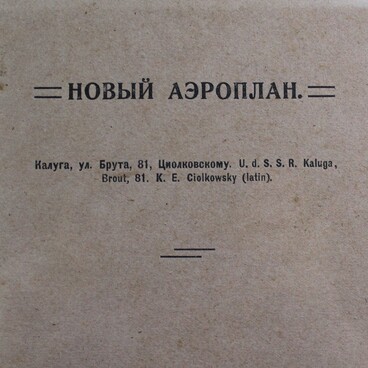 НОВЫЙ АЭРОПЛАН.
Калуга, ул. Брута, 81, Циолковскому. U. d. S. S. R. Kaluga,
Brout, 81. K. E. Ciolkowsky (latin).